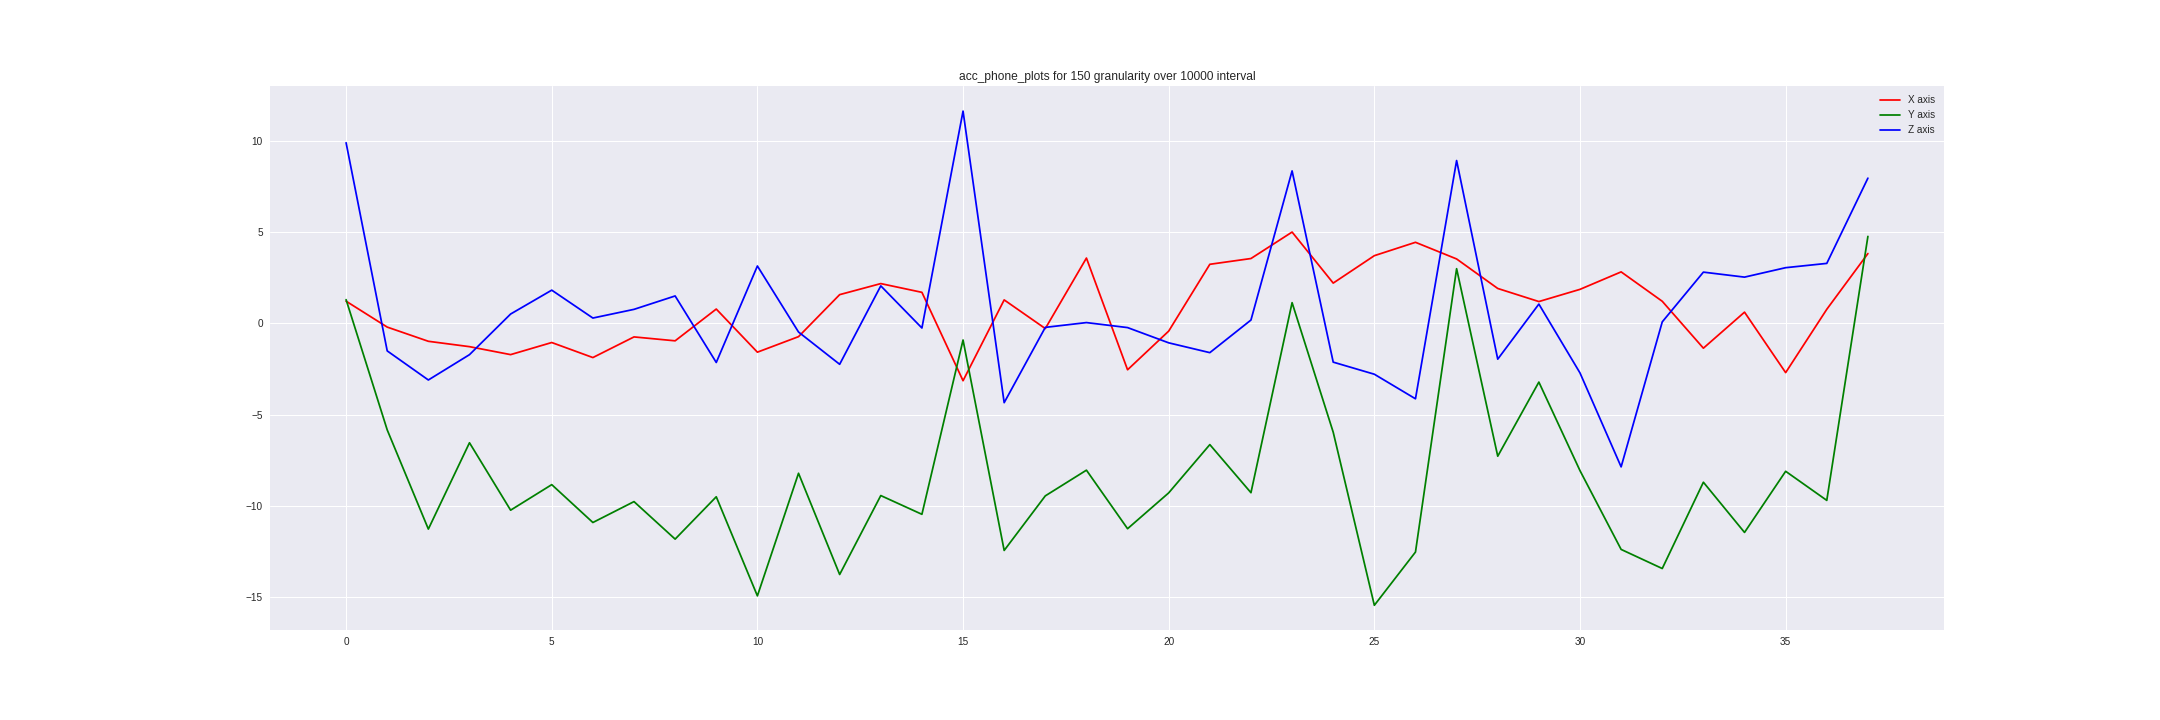 acc_phone_plots for 150 granularity over 10000 interval
X axis
Y axis
Z axis
10
5
0
−5
−10
−15
0 5 10 15 20 25 30 35